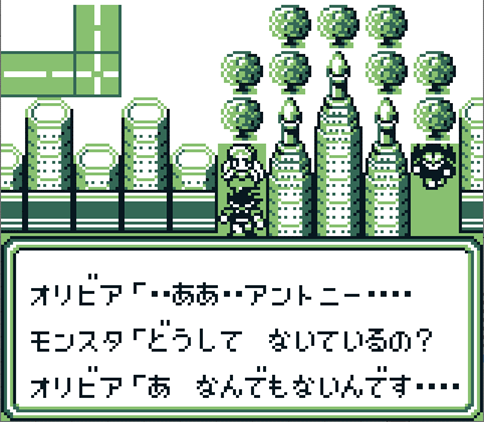 オリビア「‥ああ‥アントニー‥‥
モンスタ「どうして　ないているの?
オリビア「あ　なんでもないんです‥‥